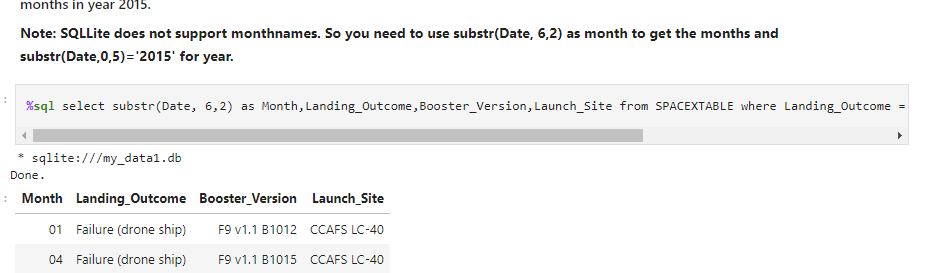 months in year 2015.
Note: SQLLite does not support monthnames. So you need to use substr(Date, 6,2) as month to get the months and
substr(Date,0,5)='2015' for year.
%sql select substr(Date, 6,2) as Month,Landing_Outcome,Booster_Version,Launch_Site from SPACEXTABLE where Landing_Outcome =
* sqlite:///my_data1.db
Done.
Month Landing_Outcome Booster_Version Launch_Site
01 Failure (drone ship) F9 v1.1 B1012 CCAFS LC-40
04 Failure (drone ship) F9 v1.1 B1015 CCAFS LC-40